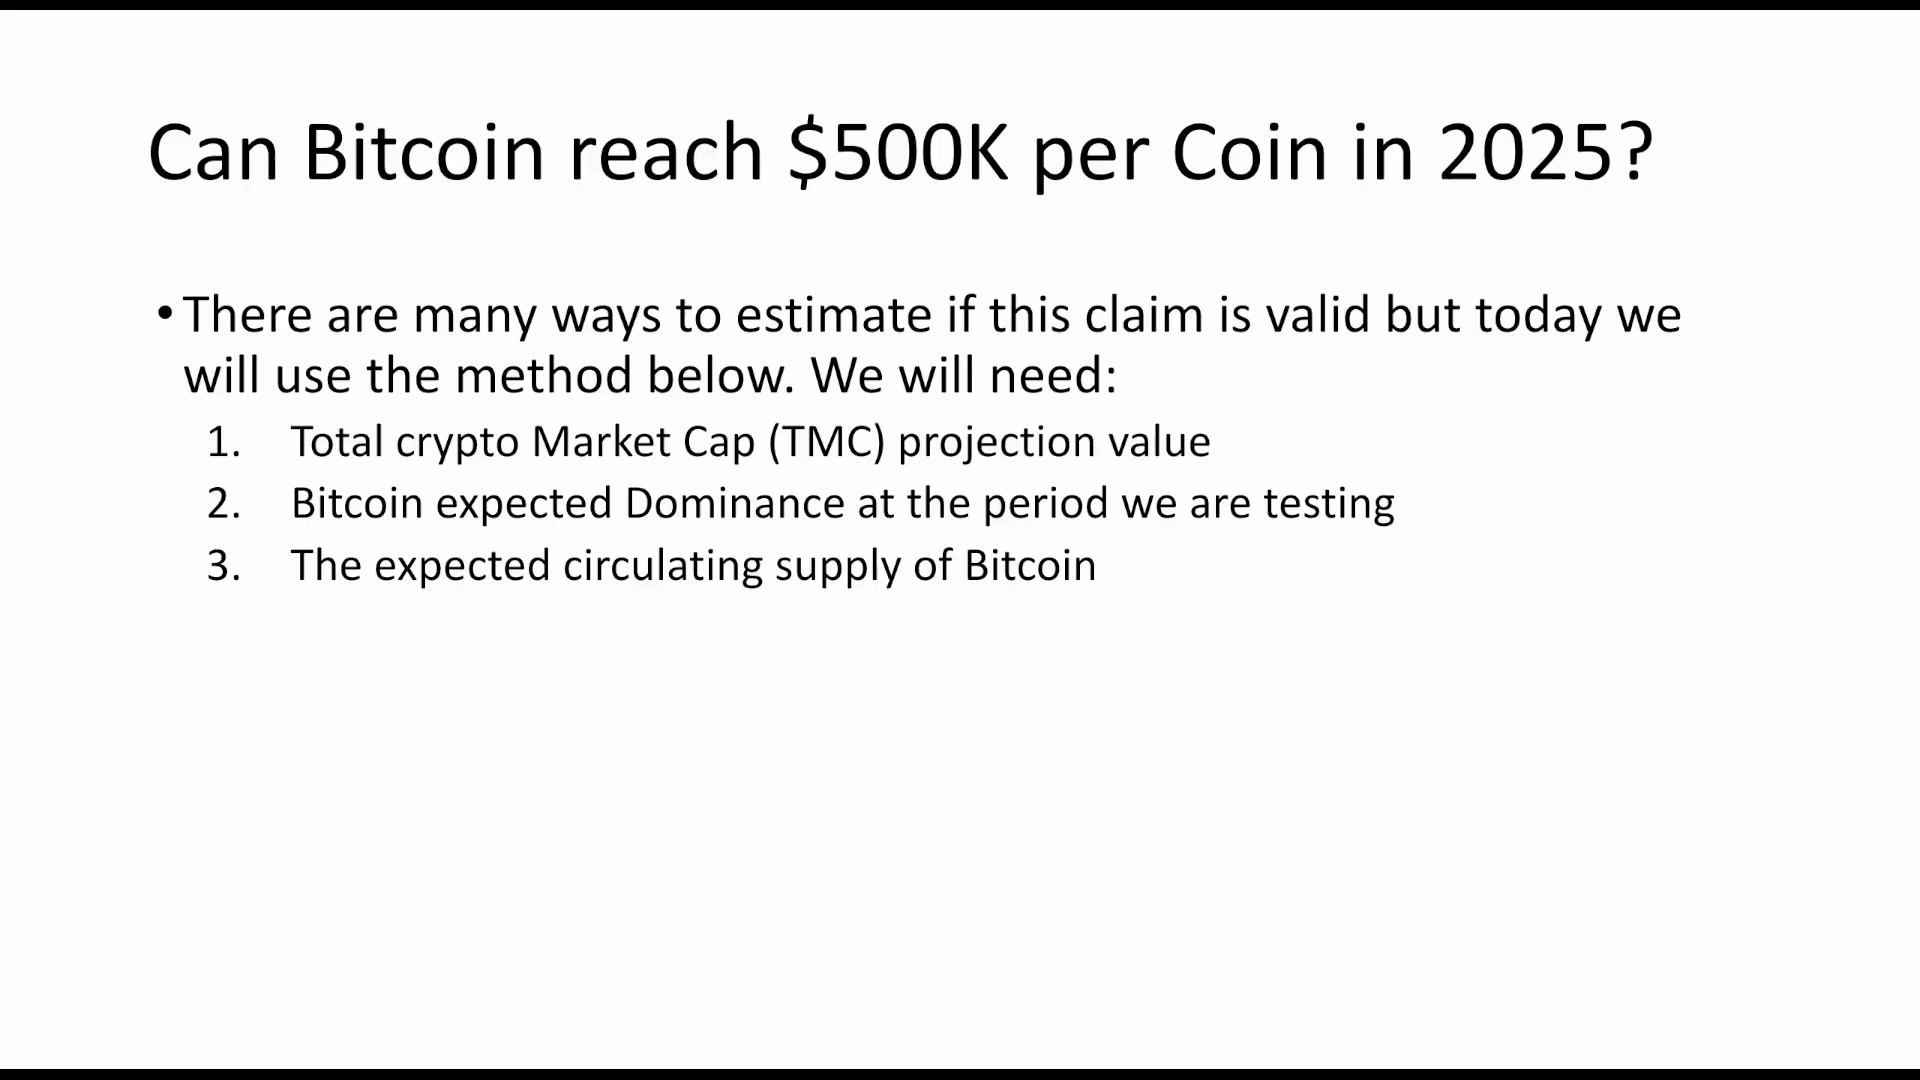 Can Bitcoin reach $500K per Coin in 2025?
• There are many ways to estimate if this claim is valid but today we
will use the method below. We will need:
1. Total crypto Market Cap (TMC) projection value
2. Bitcoin expected Dominance at the period we are testing
3. The expected circulating supply of Bitcoin